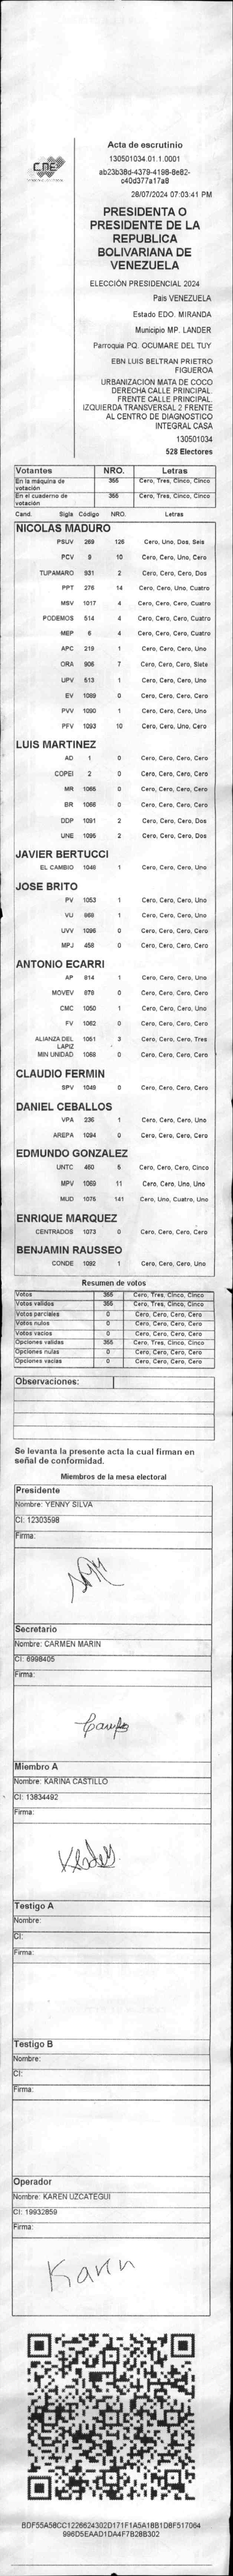 CNE
Acta de escrutinio
130501034.01.1.0001
ab23b38d-4379-4198-8e82-
c40d377a17a8
28/07/2024 07:03:41 PM
PRESIDENTA O
PRESIDENTE DE LA
REPUBLICA
BOLIVARIANA DE
VENEZUELA
ELECCIÓN PRESIDENCIAL 2024
País VENEZUELA
Estado EDO. MIRANDA
Municipio MP. LANDER
Parroquia PQ. OCUMARE DEL TUY
EBN LUIS BELTRAN PRIETRO
FIGUEROA
URBANIZACION MATA DE COCO
DERECHA CALLE PRINCIPAL.
FRENTE CALLE PRINCIPAL.
IZQUIERDA TRANSVERSAL 2 FRENTE
AL CENTRO DE DIAGNOSTICO
INTEGRAL CASA
130501034
528 Electores
Votantes NRO. Letras
En la máquina de votación 355 Cero, Tres, Cinco, Cinco
En el cuaderno de votación 355 Cero, Tres, Cinco, Cinco
Cand. Sigla Código NRO. Letras
NICOLAS MADURO
PSUV 269 126 Cero, Uno, Dos, Seis
PCV 9 10 Cero, Cero, Uno, Cero
TUPAMARO 931 2 Cero, Cero, Cero, Dos
PPT 276 14 Cero, Cero, Uno, Cuatro
MSV 1017 4 Cero, Cero, Cero, Cuatro
PODEMOS 514 4 Cero, Cero, Cero, Cuatro
MEP 6 4 Cero, Cero, Cero, Cuatro
APC 219 1 Cero, Cero, Cero, Uno
ORA 906 7 Cero, Cero, Cero, Siete
UPV 513 1 Cero, Cero, Cero, Uno
EV 1089 0 Cero, Cero, Cero, Cero
PVV 1090 1 Cero, Cero, Cero, Uno
PFV 1093 10 Cero, Cero, Uno, Cero
LUIS MARTINEZ
AD 1 0 Cero, Cero, Cero, Cero
COPEI 2 0 Cero, Cero, Cero, Cero
MR 1065 0 Cero, Cero, Cero, Cero
BR 1066 0 Cero, Cero, Cero, Cero
DDP 1091 2 Cero, Cero, Cero, Dos
UNE 1095 2 Cero, Cero, Cero, Dos
JAVIER BERTUCCI
EL CAMBIO 1048 1 Cero, Cero, Cero, Uno
JOSE BRITO
PV 1053 1 Cero, Cero, Cero, Uno
VU 969 1 Cero, Cero, Cero, Uno
UVV 1096 0 Cero, Cero, Cero, Cero
MPJ 458 0 Cero, Cero, Cero, Cero
ANTONIO ECARRI
AP 914 1 Cero, Cero, Cero, Uno
MOVEV 979 0 Cero, Cero, Cero, Cero
CMC 1050 1 Cero, Cero, Cero, Uno
FV 1062 0 Cero, Cero, Cero, Cero
ALIANZA DEL LAPIZ 1051 3 Cero, Cero, Cero, Tres
MIN UNIDAD 1068 0 Cero, Cero, Cero, Cero
CLAUDIO FERMIN
SPV 1049 0 Cero, Cero, Cero, Cero
DANIEL CEBALLOS
VPA 236 1 Cero, Cero, Cero, Uno
AREPA 1094 0 Cero, Cero, Cero, Cero
EDMUNDO GONZALEZ
UNTC 460 5 Cero, Cero, Cero, Cinco
MPV 1069 11 Cero, Cero, Uno, Uno
MUD 1076 141 Cero, Uno, Cuatro, Uno
ENRIQUE MARQUEZ
CENTRADOS 1073 0 Cero, Cero, Cero, Cero
BENJAMIN RAUSSEO
CONDE 1092 1 Cero, Cero, Cero, Uno
Resumen de votos
Votos 355 Cero, Tres, Cinco, Cinco
Votos validos 355 Cero, Tres, Cinco, Cinco
Votos parciales 0 Cero, Cero, Cero, Cero
Votos nulos 0 Cero, Cero, Cero, Cero
Votos vacios 0 Cero, Cero, Cero, Cero
Opciones validas 355 Cero, Tres, Cinco, Cinco
Opciones nulas 0 Cero, Cero, Cero, Cero
Opciones vacias 0 Cero, Cero, Cero, Cero
Observaciones:
Se levanta la presente acta la cual firman en
señal de conformidad.
Miembros de la mesa electoral
Presidente
Nombre: YENNY SILVA
CI: 12303598
Firma:
Secretario
Nombre: CARMEN MARIN
CI: 6998405
Firma:
Miembro A
Nombre: KARINA CASTILLO
CI: 13834492
Firma:
Testigo A
Nombre:
CI:
Firma:
Testigo B
Nombre:
CI:
Firma:
Operador
Nombre: KAREN UZCATEGUI
CI: 19932859
Firma:
Karen
BDF55A58CC1226624302D171F1A5A18B1D8F517064
996D5EAAD1DA4F7B28B302